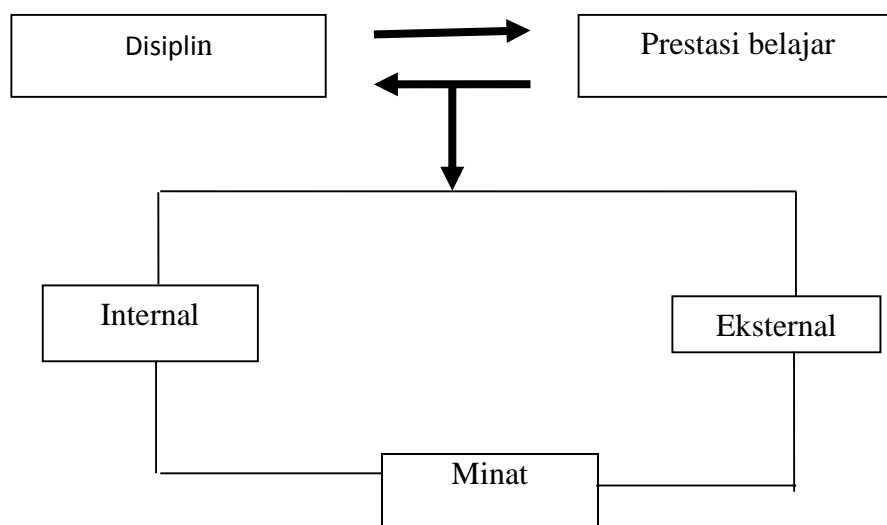 Disiplin
Prestasi belajar
Internal
Eksternal
Minat